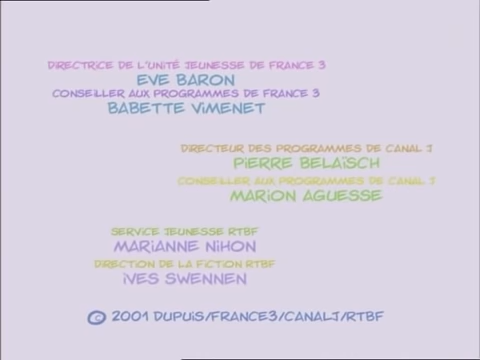 DIRECTRICE DE L'UNITÉ JEUNESSE DE FRANCE 3
EVE BARON
CONSEILLER AUX PROGRAMMES DE FRANCE 3
BABETTE VIMENET
DIRECTEUR DES PROGRAMMES DE CANAL J
PIERRE BELAÏSCH
CONSEILLER AUX PROGRAMMES DE CANAL J
MARION AGUESSE
SERVICE JEUNESSE RTBF
MARIANNE NIHON
DIRECTION DE LA FICTION RTBF
IVES SWENNEN
© 2001 DUPUIS/FRANCE3/CANALJ/RTBF